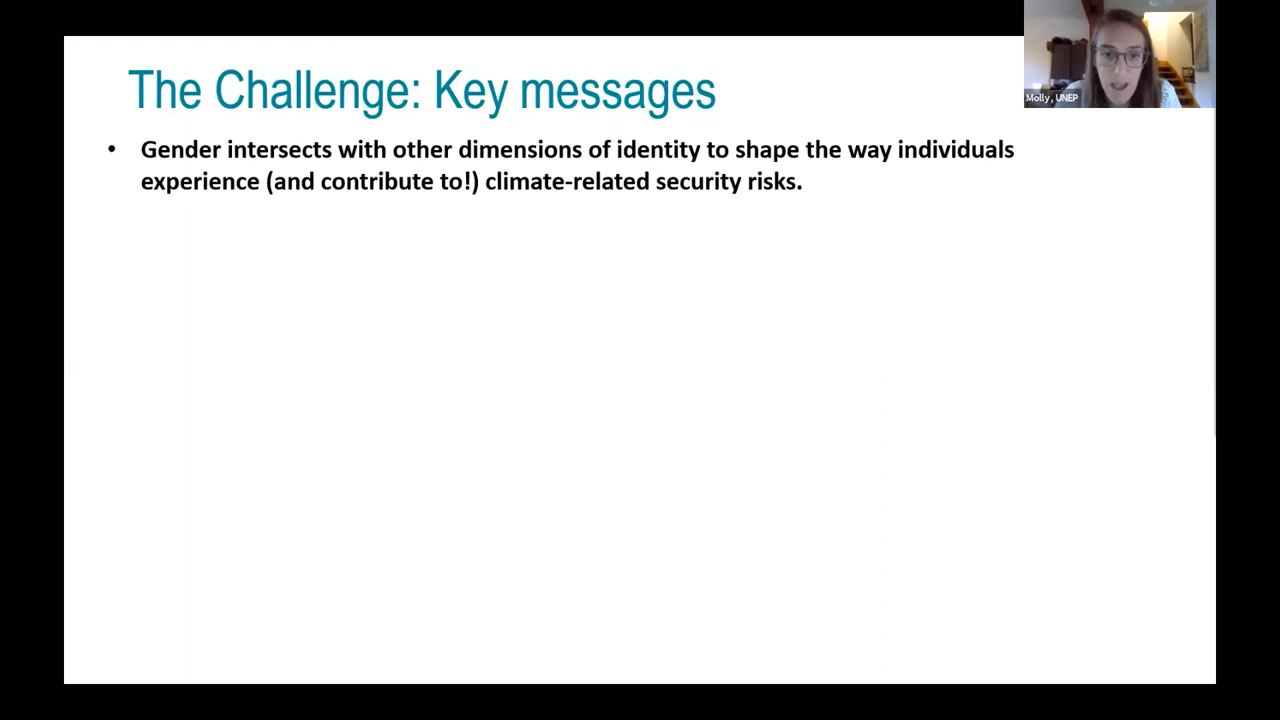 The Challenge: Key messages
Molly, UNEP
• Gender intersects with other dimensions of identity to shape the way individuals
experience (and contribute to!) climate-related security risks.